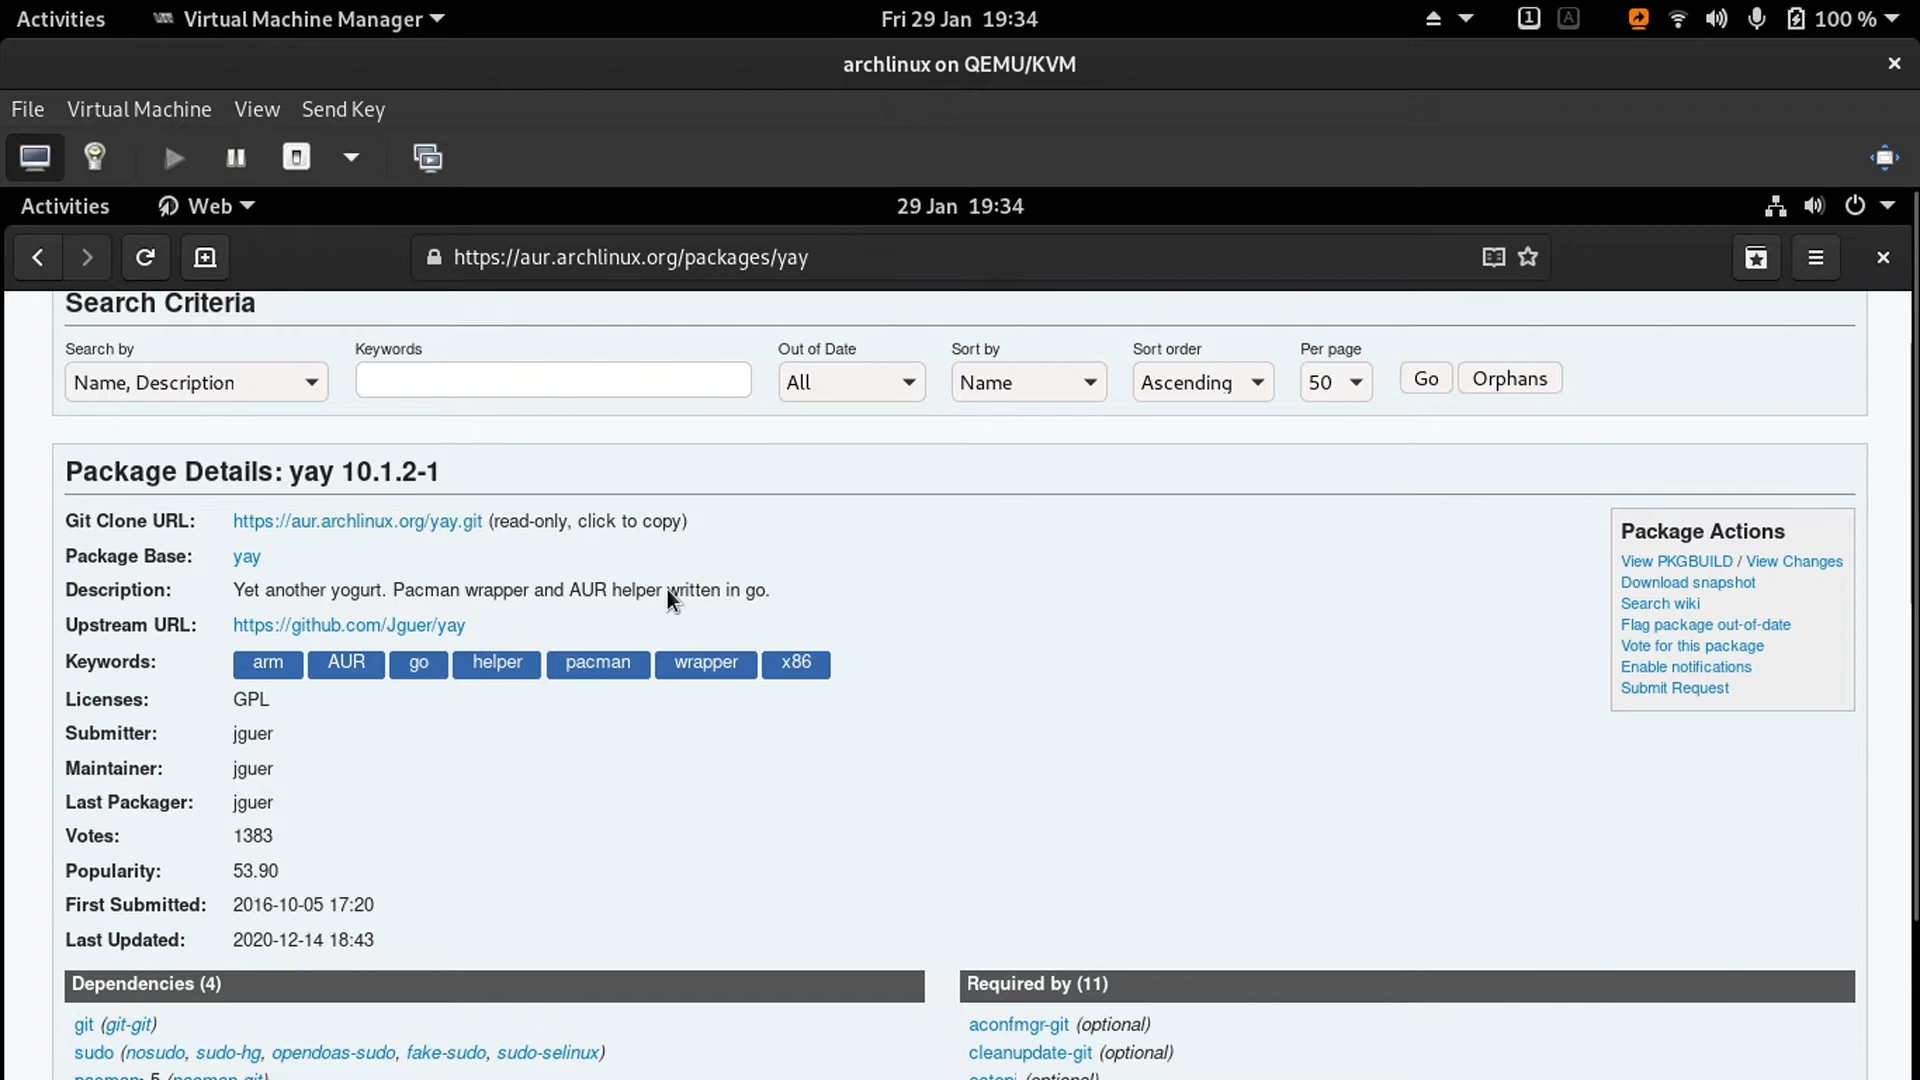 Activities Virtual Machine Manager Fri 29 Jan 19:34 1 A 100 %
archlinux on QEMU/KVM
File Virtual Machine View Send Key
Activities Web 29 Jan 19:34
https://aur.archlinux.org/packages/yay
Search Criteria
Search by Keywords Out of Date Sort by Sort order Per page
Name, Description All Name Ascending 50 Go Orphans
Package Details: yay 10.1.2-1
Git Clone URL: https://aur.archlinux.org/yay.git (read-only, click to copy)
Package Base: yay
Description: Yet another yogurt. Pacman wrapper and AUR helper written in go.
Upstream URL: https://github.com/Jguer/yay
Keywords: arm AUR go helper pacman wrapper x86
Licenses: GPL
Submitter: jguer
Maintainer: jguer
Last Packager: jguer
Votes: 1383
Popularity: 53.90
First Submitted: 2016-10-05 17:20
Last Updated: 2020-12-14 18:43
Package Actions
View PKGBUILD / View Changes
Download snapshot
Search wiki
Flag package out-of-date
Vote for this package
Enable notifications
Submit Request
Dependencies (4)
git (git-git)
sudo (nosudo, sudo-hg, opendoas-sudo, fake-sudo, sudo-selinux)
Required by (11)
aconfmgr-git (optional)
cleanupdate-git (optional)